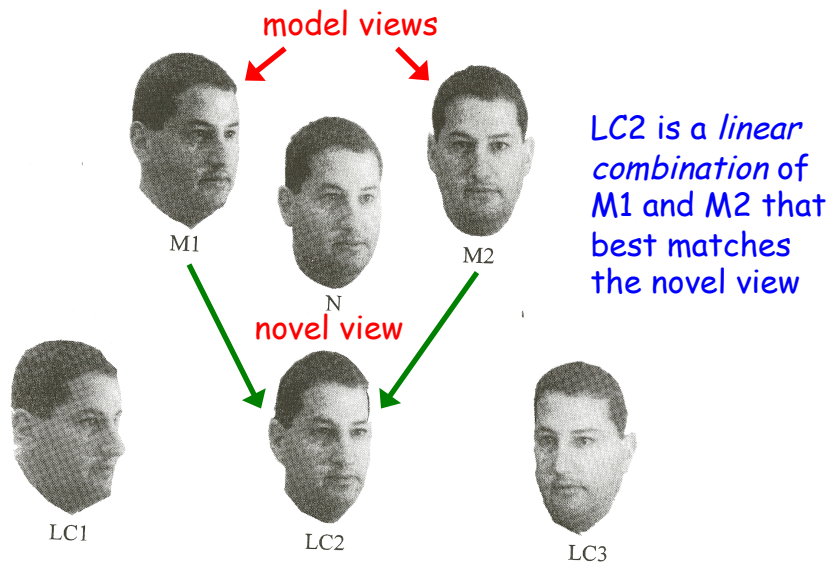 model views
M1
M2
N
novel view
LC2 is a linear
combination of
M1 and M2 that
best matches
the novel view
LC1
LC2
LC3